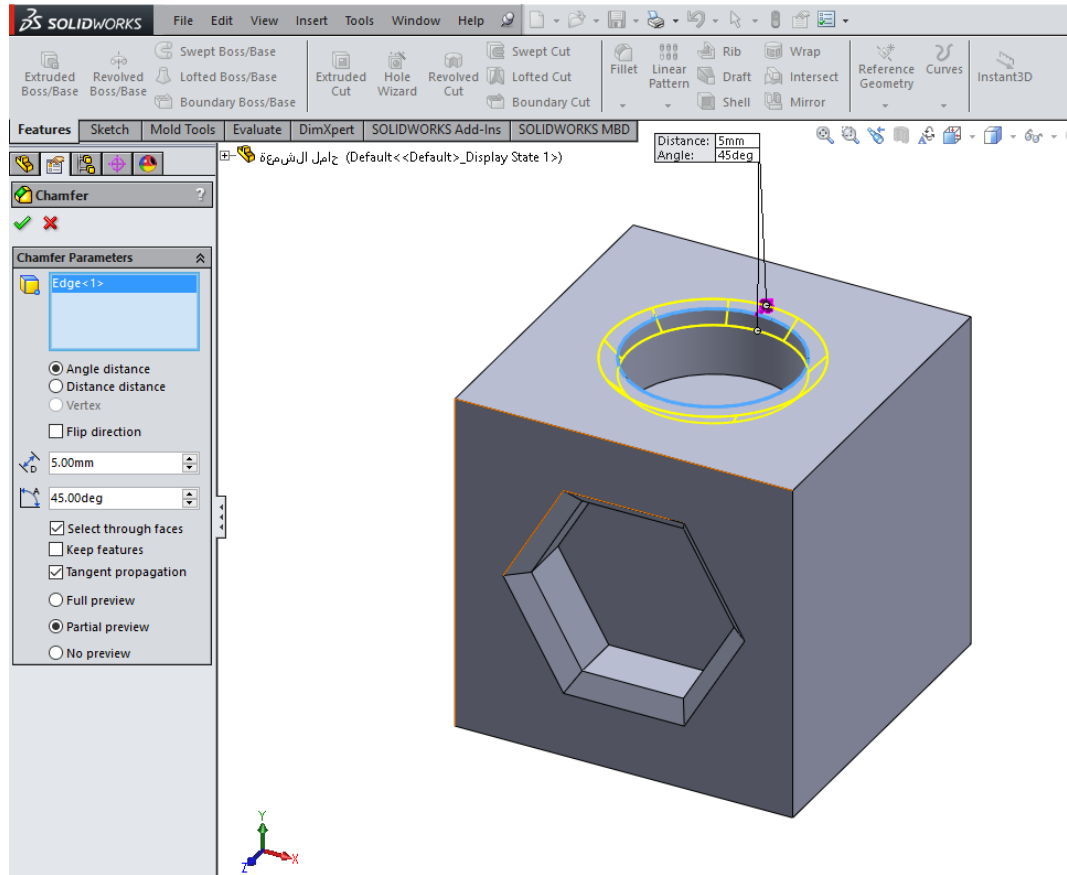 SOLIDWORKS File Edit View Insert Tools Window Help
Extruded Boss/Base
Revolved Boss/Base
Swept Boss/Base
Lofted Boss/Base
Boundary Boss/Base
Extruded Cut
Hole Wizard
Revolved Cut
Swept Cut
Lofted Cut
Boundary Cut
Fillet
Linear Pattern
Rib
Draft
Shell
Wrap
Intersect
Mirror
Reference Geometry
Curves
Instant3D
Features Sketch Mold Tools Evaluate DimXpert SOLIDWORKS Add-Ins SOLIDWORKS MBD
حامل الشمعة (Default<<Default>_Display State 1>)
Distance: 5mm
Angle: 45deg
Chamfer ?
Chamfer Parameters
Edge<1>
Angle distance
Distance distance
Vertex
Flip direction
D
5.00mm
A
45.00deg
Select through faces
Keep features
Tangent propagation
Full preview
Partial preview
No preview
Y
X
Z